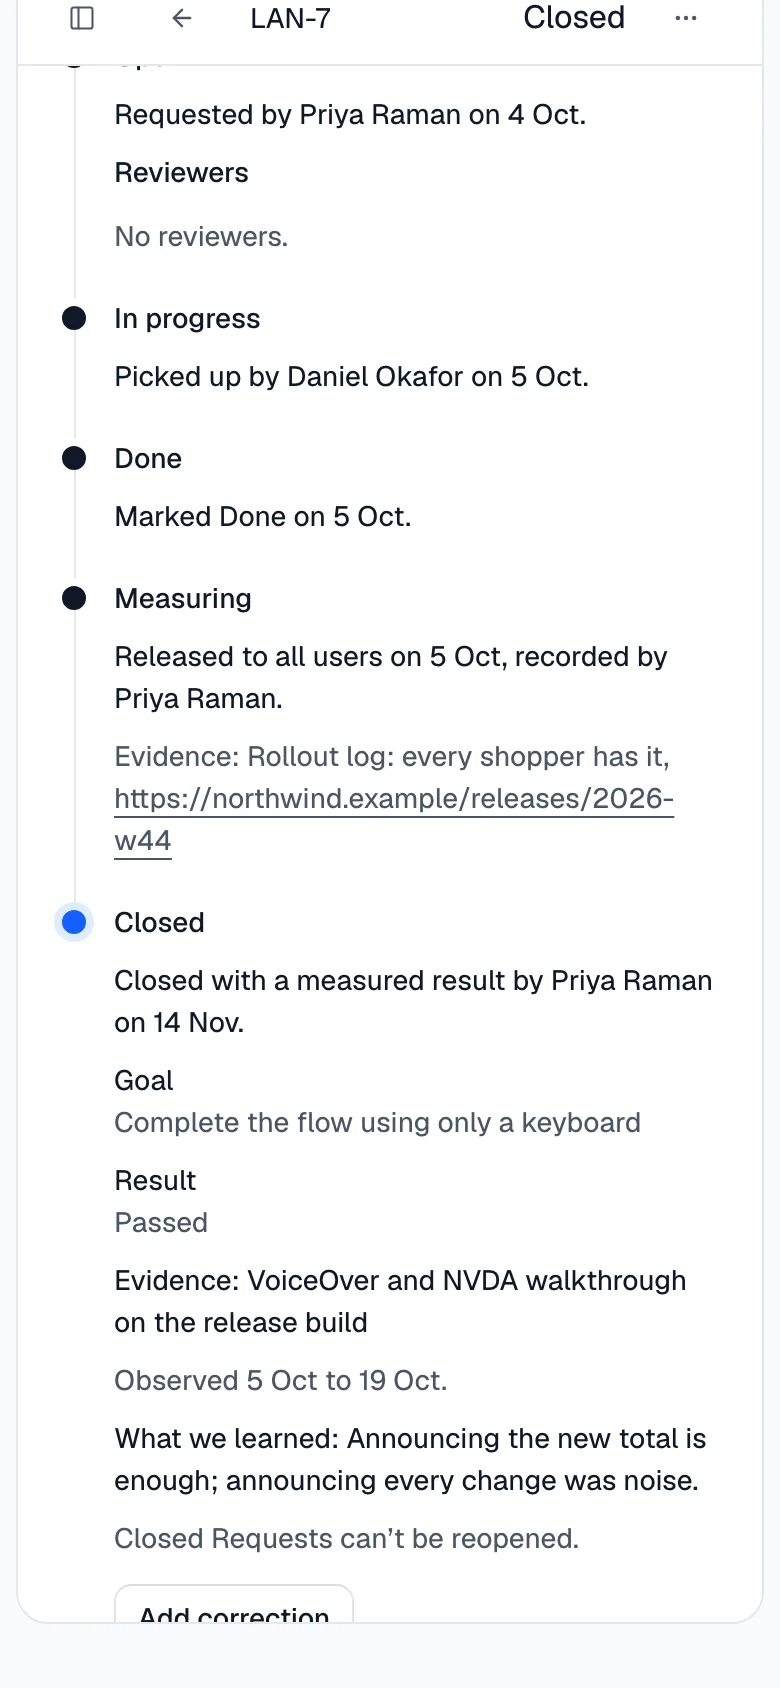 LAN-7
Closed
Requested by Priya Raman on 4 Oct.
Reviewers
No reviewers.
In progress
Picked up by Daniel Okafor on 5 Oct.
Done
Marked Done on 5 Oct.
Measuring
Released to all users on 5 Oct, recorded by
Priya Raman.
Evidence: Rollout log: every shopper has it,
https://northwind.example/releases/2026-
w44
Closed
Closed with a measured result by Priya Raman
on 14 Nov.
Goal
Complete the flow using only a keyboard
Result
Passed
Evidence: VoiceOver and NVDA walkthrough
on the release build
Observed 5 Oct to 19 Oct.
What we learned: Announcing the new total is
enough; announcing every change was noise.
Closed Requests can’t be reopened.
Add correction